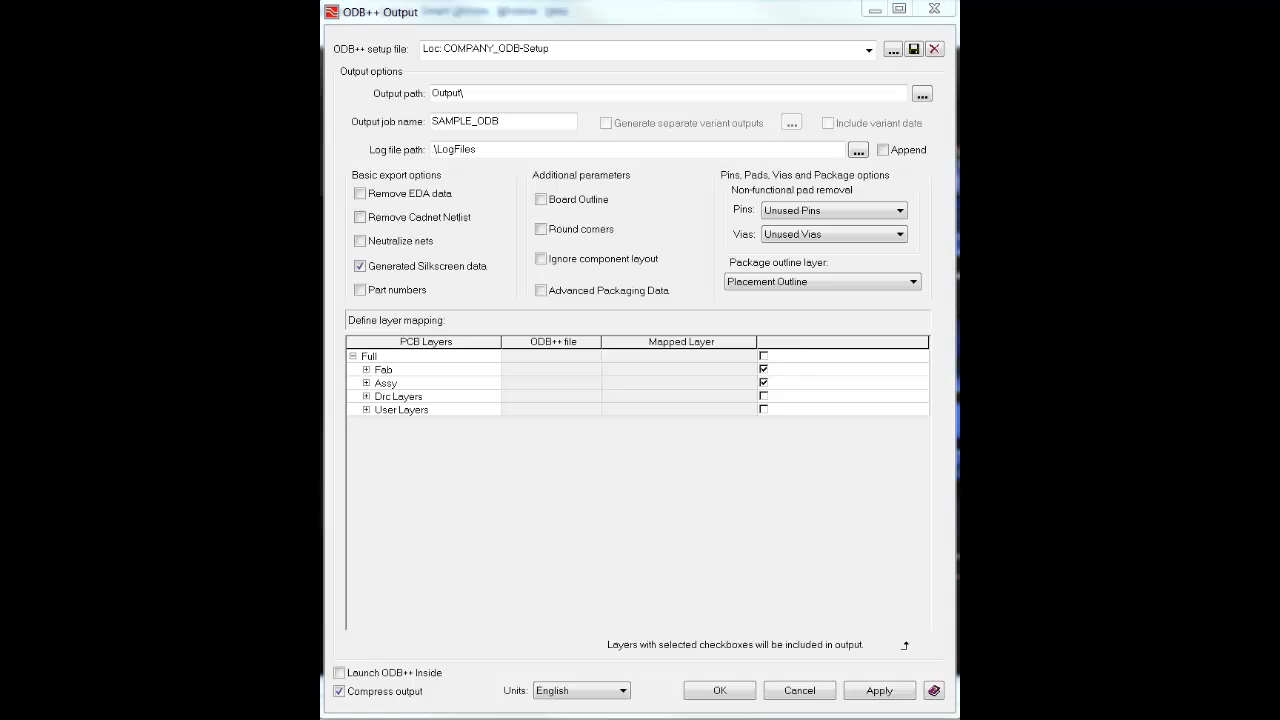 ODB++ Output
ODB++ setup file: Loc: COMPANY_ODB-Setup ...
Output options
Output path: Output\ ...
Output job name: SAMPLE_ODB Generate separate variant outputs ... Include variant data
Log file path: .\LogFiles ... Append
Basic export options Additional parameters Pins, Pads, Vias and Package options
Remove EDA data Board Outline Non-functional pad removal
Pins: Unused Pins
Remove Cadnet Netlist Round corners Vias: Unused Vias
Neutralize nets
Generated Silkscreen data Ignore component layout Package outline layer:
Part numbers Advanced Packaging Data Placement Outline
Define layer mapping:
PCB Layers ODB++ file Mapped Layer
Full
Fab
Assy
Drc Layers
User Layers
Layers with selected checkboxes will be included in output.
Launch ODB++ Inside
Compress output Units: English OK Cancel Apply